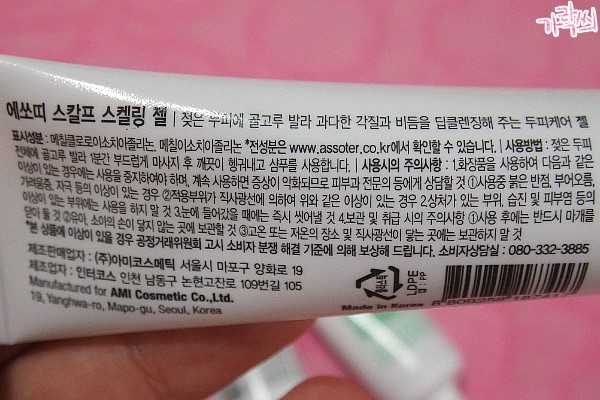 기락씨
에쏘띠 스칼프 스켈링 젤 | 젖은 두피에 골고루 발라 과다한 각질과 비듬을 딥클렌징해 주는 두피케어 젤
표시성분 : 메칠클로로이소치아졸리논, 메칠이소치아졸리논 *전성분은 www.assoter.co.kr에서 확인할 수 있습니다. | 사용방법 : 젖은 두피
전체에 골고루 발라 1분간 부드럽게 마사지 후 깨끗이 헹궈내고 샴푸를 사용합니다. | 사용시의 주의사항 : 1.화장품을 사용하여 다음과 같은
이상이 있는 경우에는 사용을 중지하여야 하며, 계속 사용하면 증상이 악화되므로 피부과 전문의 등에게 상담할 것 ①사용중 붉은 반점, 부어오름,
가려움증, 자극 등의 이상이 있는 경우 ②적용부위가 직사광선에 의하여 위와 같은 이상이 있는 경우 2.상처가 있는 부위, 습진 및 피부염 등의
이상이 있는 부위에는 사용을 하지 말 것 3.눈에 들어갔을 때에는 즉시 씻어낼 것 4.보관 및 취급 시의 주의사항 ①사용 후에는 반드시 마개를
닫아 둘 것 ②유아, 소아의 손이 닿지 않는 곳에 보관할 것 ③고온 또는 저온의 장소 및 직사광선이 닿는 곳에는 보관하지 말 것
*본 상품에 이상이 있을 경우 공정거래위원회 고시 소비자 분쟁 해결 기준에 의해 보상해 드립니다. 소비자상담실 : 080-332-3885
제조판매업자 : (주)아미코스메틱 서울시 마포구 양화로 19
제조업자 : 인터코스 인천 남동구 논현고잔로 109번길 105
Manufactured for AMI Cosmetic Co.,Ltd.
19, Yanghwa-ro, Mapo-gu, Seoul, Korea
플라스틱
LDPE
캡:PP
Made in Korea